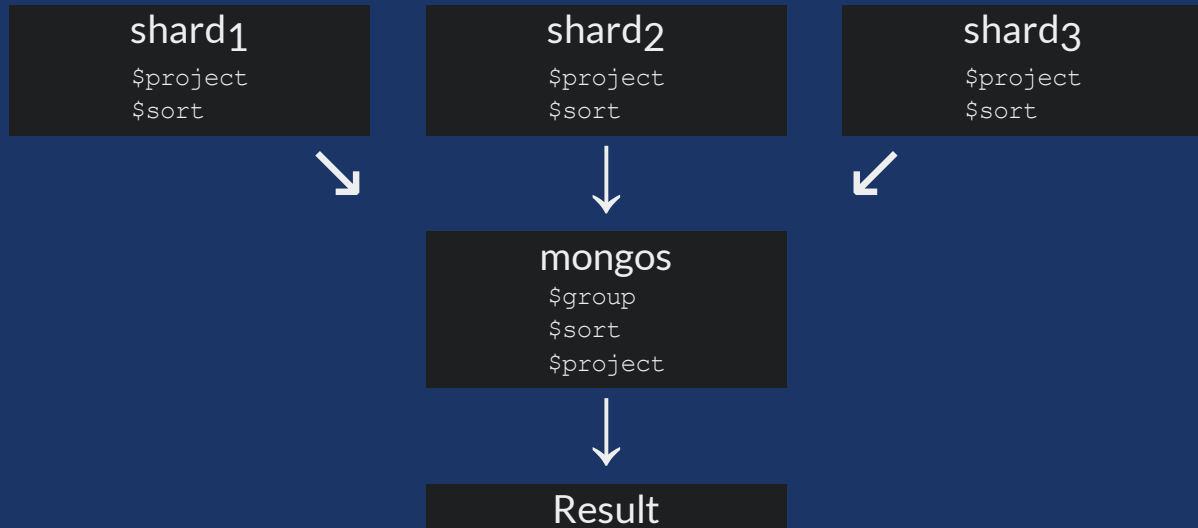 shard1
$project
$sort
shard2
$project
$sort
shard3
$project
$sort
mongos
$group
$sort
$project
Result